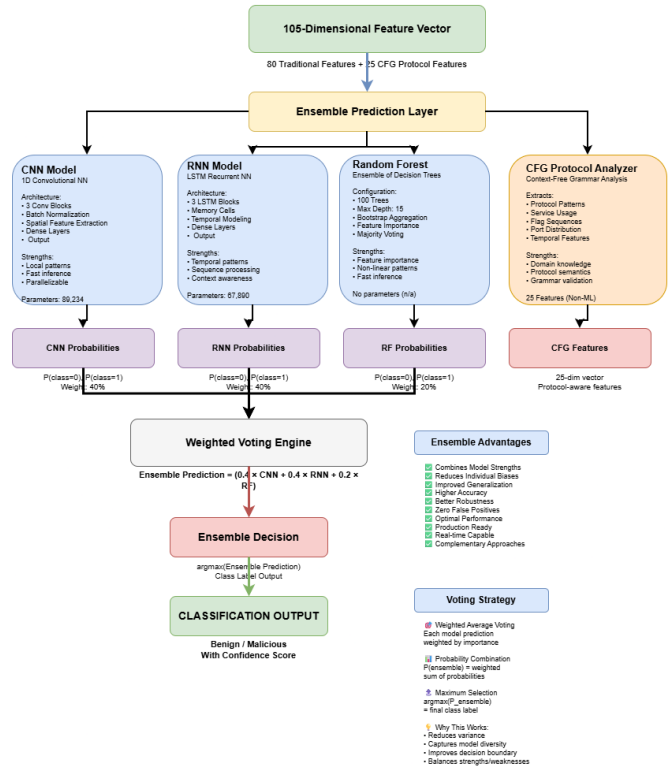 105-Dimensional Feature Vector
80 Traditional Features + 25 CFG Protocol Features
Ensemble Prediction Layer
CNN Model
1D Convolutional NN
Architecture:
• 3 Conv Blocks
• Batch Normalization
• Spatial Feature Extraction
• Dense Layers
• Output
Strengths:
• Local patterns
• Fast inference
• Parallelizable
Parameters: 89,234
RNN Model
LSTM Recurrent NN
Architecture:
• 3 LSTM Blocks
• Memory Cells
• Temporal Modeling
• Dense Layers
• Output
Strengths:
• Temporal patterns
• Sequence processing
• Context awareness
Parameters: 67,890
Random Forest
Ensemble of Decision Trees
Configuration:
• 100 Trees
• Max Depth: 15
• Bootstrap Aggregation
• Feature Importance
• Majority Voting
Strengths:
• Feature importance
• Non-linear patterns
• Fast inference
No parameters (n/a)
CFG Protocol Analyzer
Context-Free Grammar Analysis
Extracts:
• Protocol Patterns
• Service Usage
• Flag Sequences
• Port Distribution
• Temporal Features
Strengths:
• Domain knowledge
• Protocol semantics
• Grammar validation
25 Features (Non-ML)
CNN Probabilities
P(class=0), P(class=1)
Weight: 40%
RNN Probabilities
P(class=0), P(class=1)
Weight: 40%
RF Probabilities
P(class=0), P(class=1)
Weight: 20%
CFG Features
25-dim vector
Protocol-aware features
Weighted Voting Engine
Ensemble Prediction = (0.4 × CNN + 0.4 × RNN + 0.2 ×
RF)
Ensemble Decision
argmax(Ensemble Prediction)
Class Label Output
CLASSIFICATION OUTPUT
Benign / Malicious
With Confidence Score
Ensemble Advantages
✅ Combines Model Strengths
✅ Reduces Individual Biases
✅ Improved Generalization
✅ Higher Accuracy
✅ Better Robustness
✅ Zero False Positives
✅ Optimal Performance
✅ Production Ready
✅ Real-time Capable
✅ Complementary Approaches
Voting Strategy
🎯 Weighted Average Voting
Each model prediction
weighted by importance
📊 Probability Combination
P(ensemble) = weighted
sum of probabilities
Maximum Selection
argmax(P_ensemble)
= final class label
💡 Why This Works:
• Reduces variance
• Captures model diversity
• Improves decision boundary
• Balances strengths/weaknesses